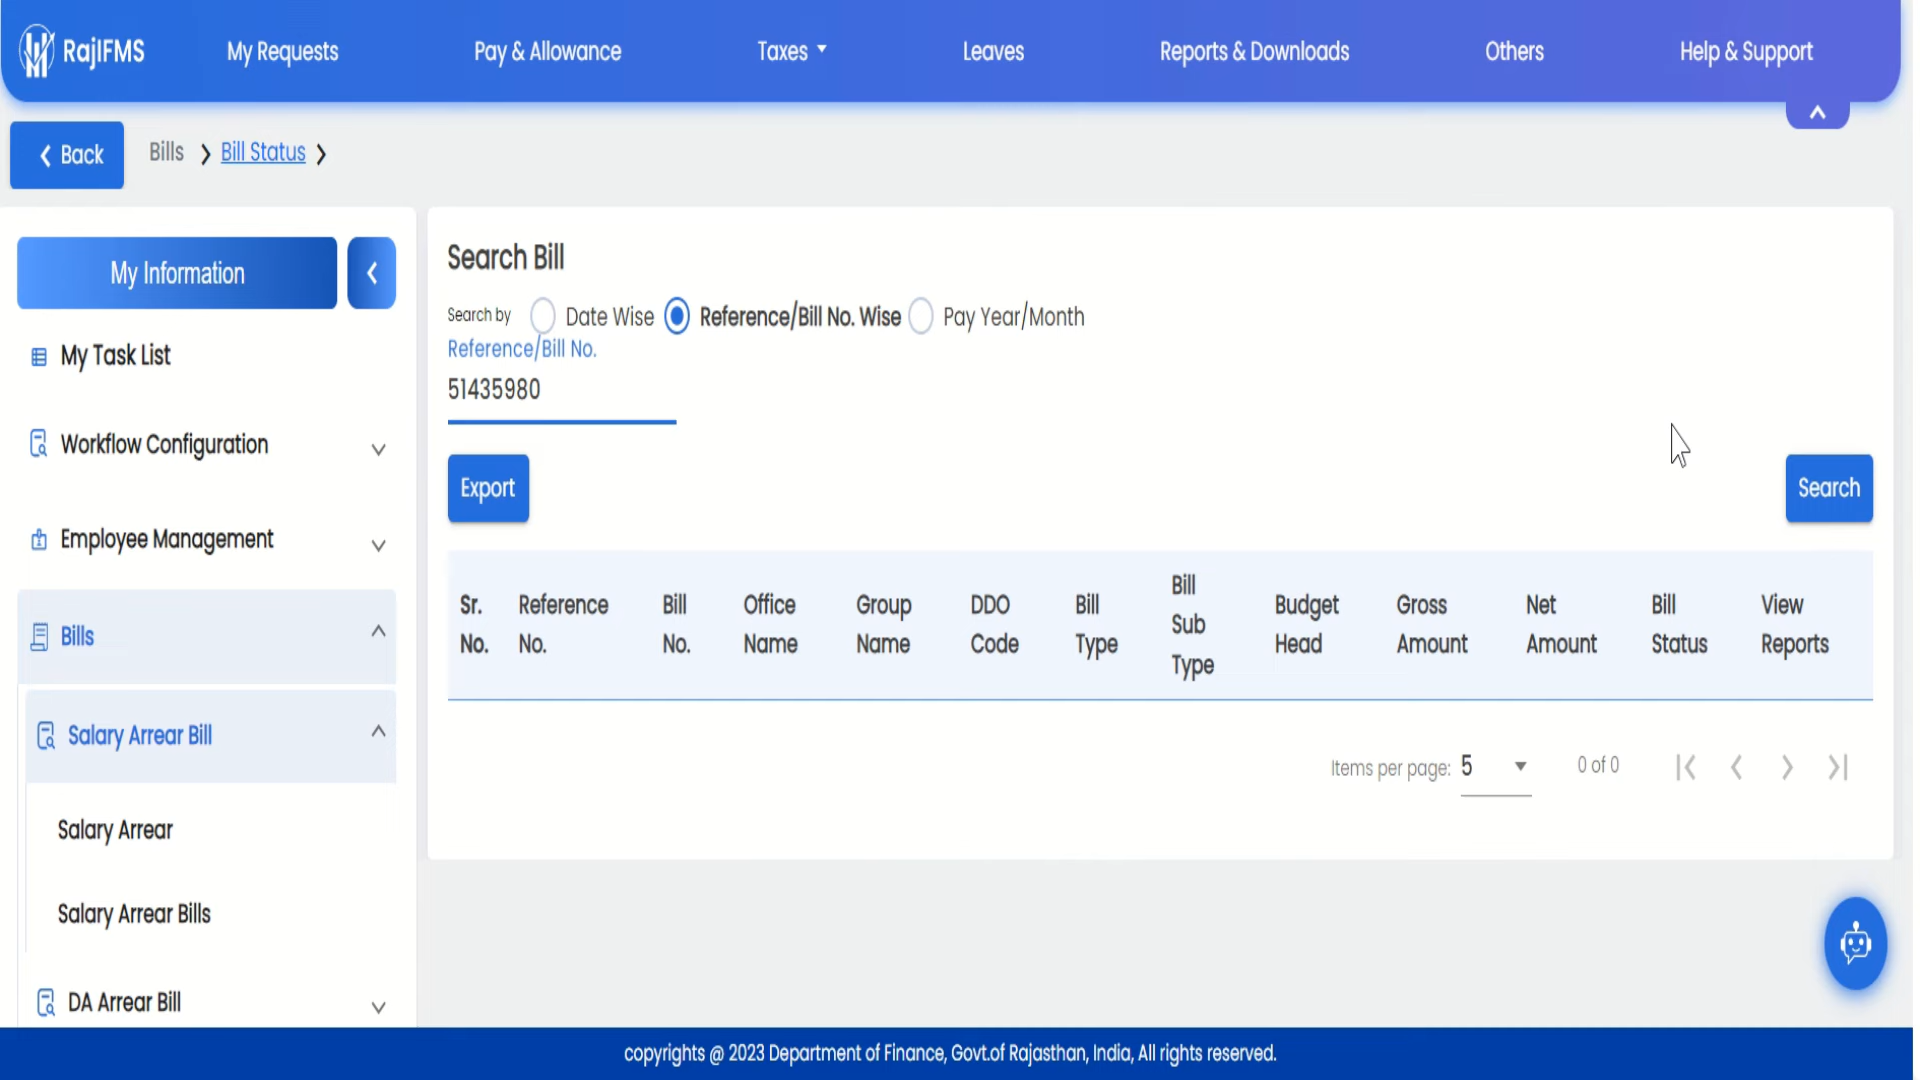 RajIFMS
My Requests
Pay & Allowance
Taxes
Leaves
Reports & Downloads
Others
Help & Support
Back
Bills
Bill Status
My Information
My Task List
Workflow Configuration
Employee Management
Bills
Salary Arrear Bill
Salary Arrear
Salary Arrear Bills
DA Arrear Bill
Search Bill
Search by
Date Wise
Reference/Bill No. Wise
Pay Year/Month
Reference/Bill No.
51435980
Export
Search
Sr. No.
Reference No.
Bill No.
Office Name
Group Name
DDO Code
Bill Type
Bill Sub Type
Budget Head
Gross Amount
Net Amount
Bill Status
View Reports
Items per page: 5
0 of 0
copyrights @ 2023 Department of Finance, Govt.of Rajasthan, India, All rights reserved.